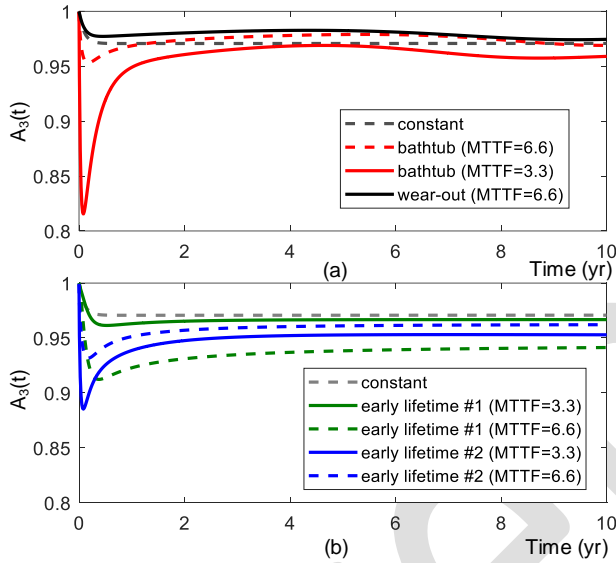 1
0.95
0.9
0.85
0.8
A3(t)
constant
bathtub (MTTF=6.6)
bathtub (MTTF=3.3)
wear-out (MTTF=6.6)
0 2 4 6 8 10
(a) Time (yr)
1
0.95
0.9
0.85
0.8
A3(t)
constant
early lifetime #1 (MTTF=3.3)
early lifetime #1 (MTTF=6.6)
early lifetime #2 (MTTF=3.3)
early lifetime #2 (MTTF=6.6)
0 2 4 6 8 10
(b) Time (yr)